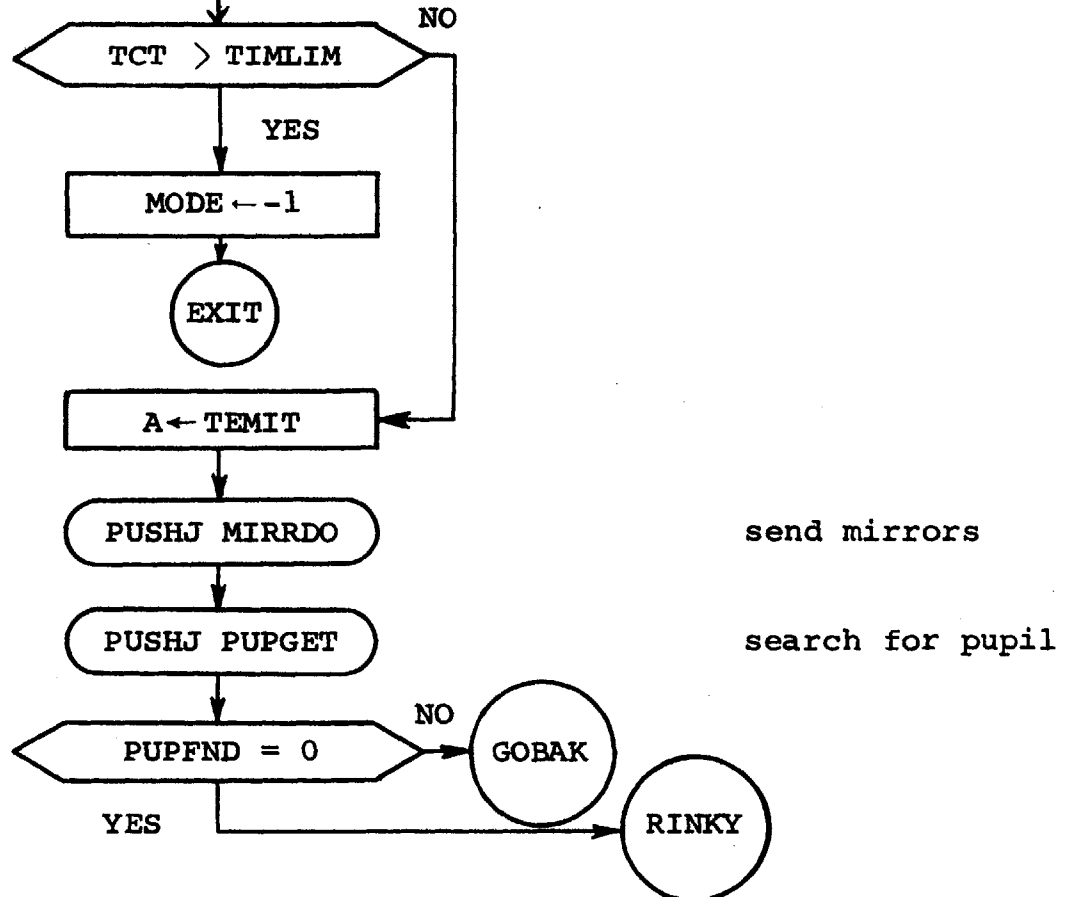 NO
TCT > TIMLIM
YES
MODE ← -1
EXIT
A ← TEMIT
PUSHJ MIRRDO
send mirrors
PUSHJ PUPGET
search for pupil
NO
PUPFND = 0
GOBAK
YES
RINKY